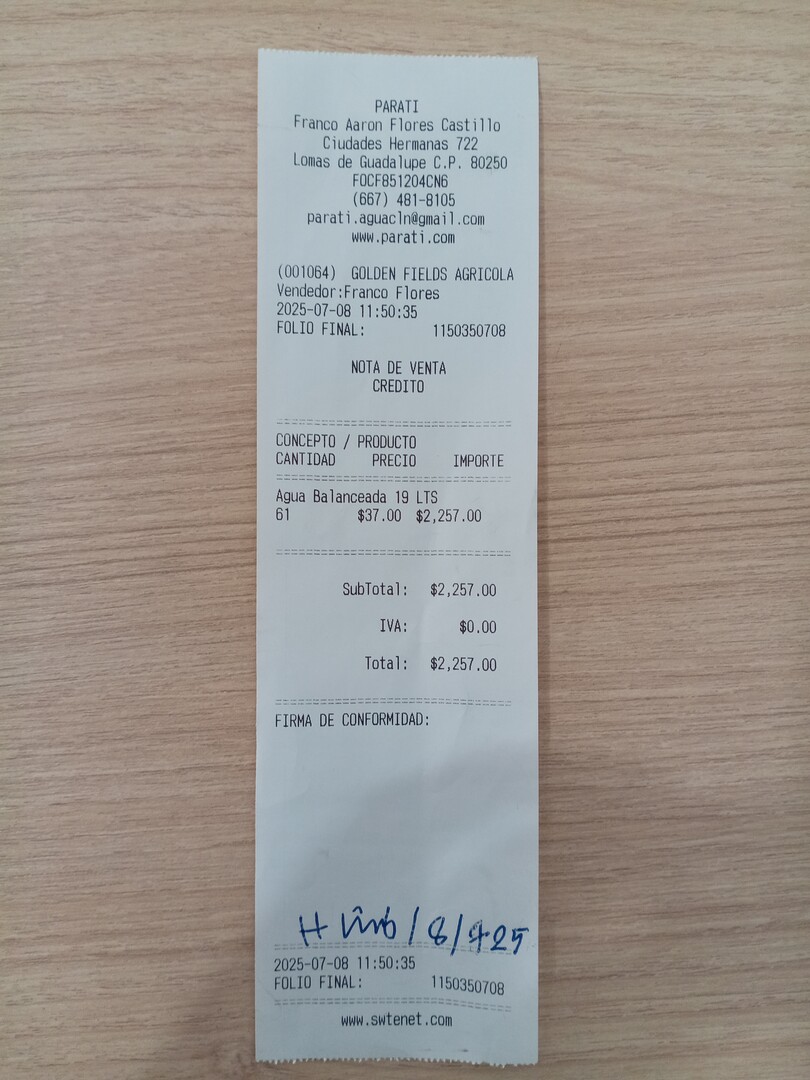 PARATI
Franco Aaron Flores Castillo
Ciudades Hermanas 722
Lomas de Guadalupe C.P. 80250
FOCF851204CN6
(667) 481-8105
parati.aguacln@gmail.com
www.parati.com
(001064) GOLDEN FIELDS AGRICOLA
Vendedor:Franco Flores
2025-07-08 11:50:35
FOLIO FINAL: 1150350708
NOTA DE VENTA
CREDITO
CONCEPTO / PRODUCTO
CANTIDAD PRECIO IMPORTE
Agua Balanceada 19 LTS
61 $37.00 $2,257.00
SubTotal: $2,257.00
IVA: $0.00
Total: $2,257.00
FIRMA DE CONFORMIDAD:
2025-07-08 11:50:35
FOLIO FINAL: 1150350708
www.swtenet.com